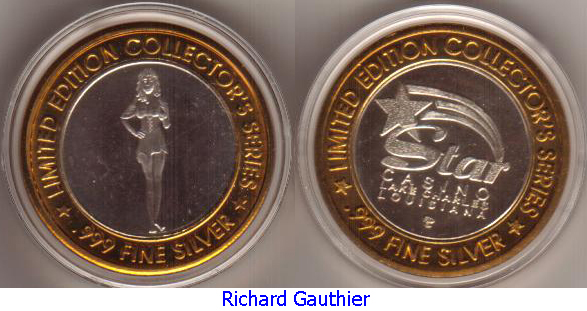 LIMITED EDITION COLLECTOR'S SERIES
★ .999 FINE SILVER ★
LIMITED EDITION COLLECTOR'S SERIES
★ .999 FINE SILVER ★
Star
CASINO
LAKE CHARLES
LOUISIANA
Richard Gauthier